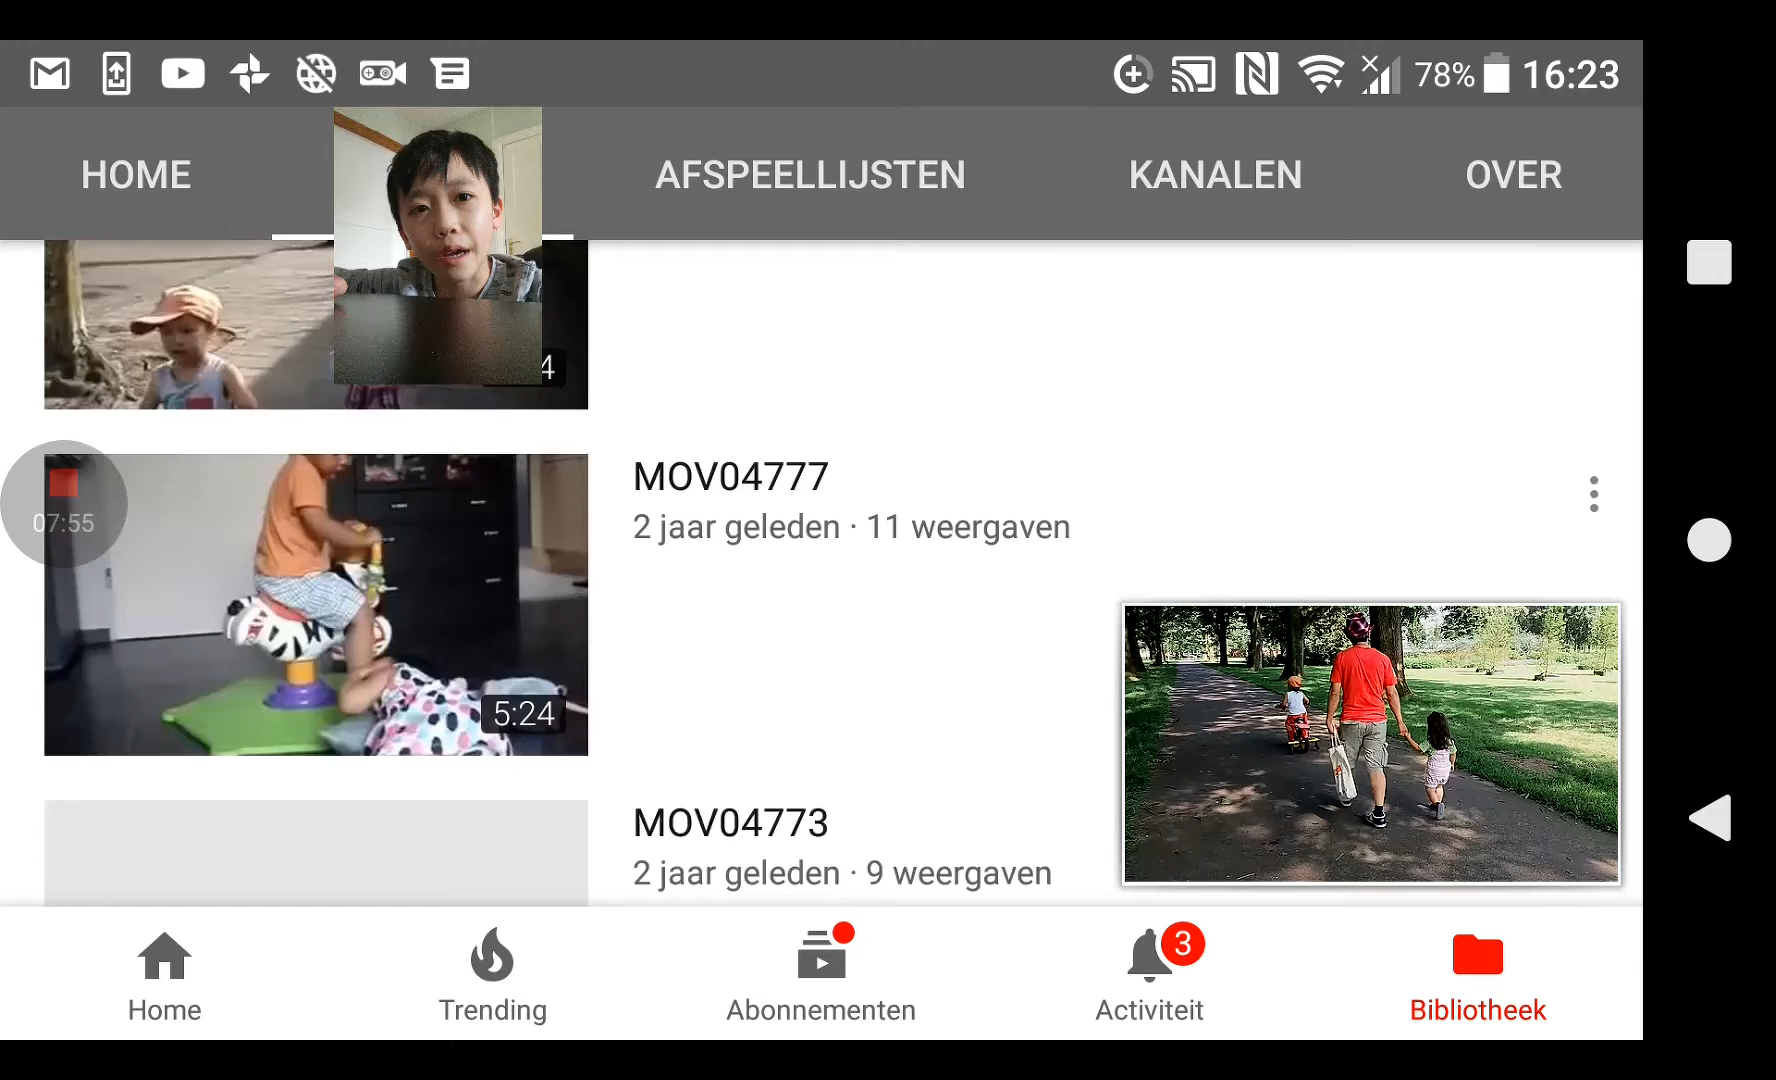 78% 16:23
HOME AFSPEELLIJSTEN KANALEN OVER
4
MOV04777
2 jaar geleden · 11 weergaven
07:55
5:24
MOV04773
2 jaar geleden · 9 weergaven
3
Home Trending Abonnementen Activiteit Bibliotheek